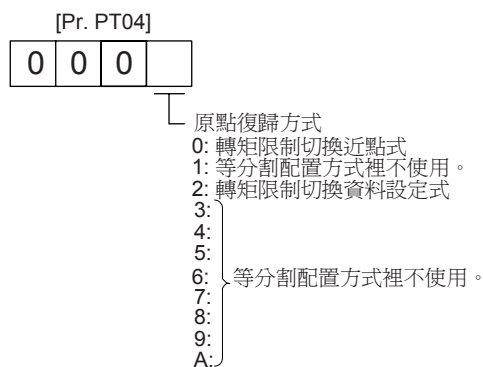 [Pr. PT04]
0 0 0
原點復歸方式
0: 轉矩限制切換近點式
1: 等分割配置方式裡不使用。
2: 轉矩限制切換資料設定式
3:
4:
5:
6: 等分割配置方式裡不使用。
7:
8:
9:
A: